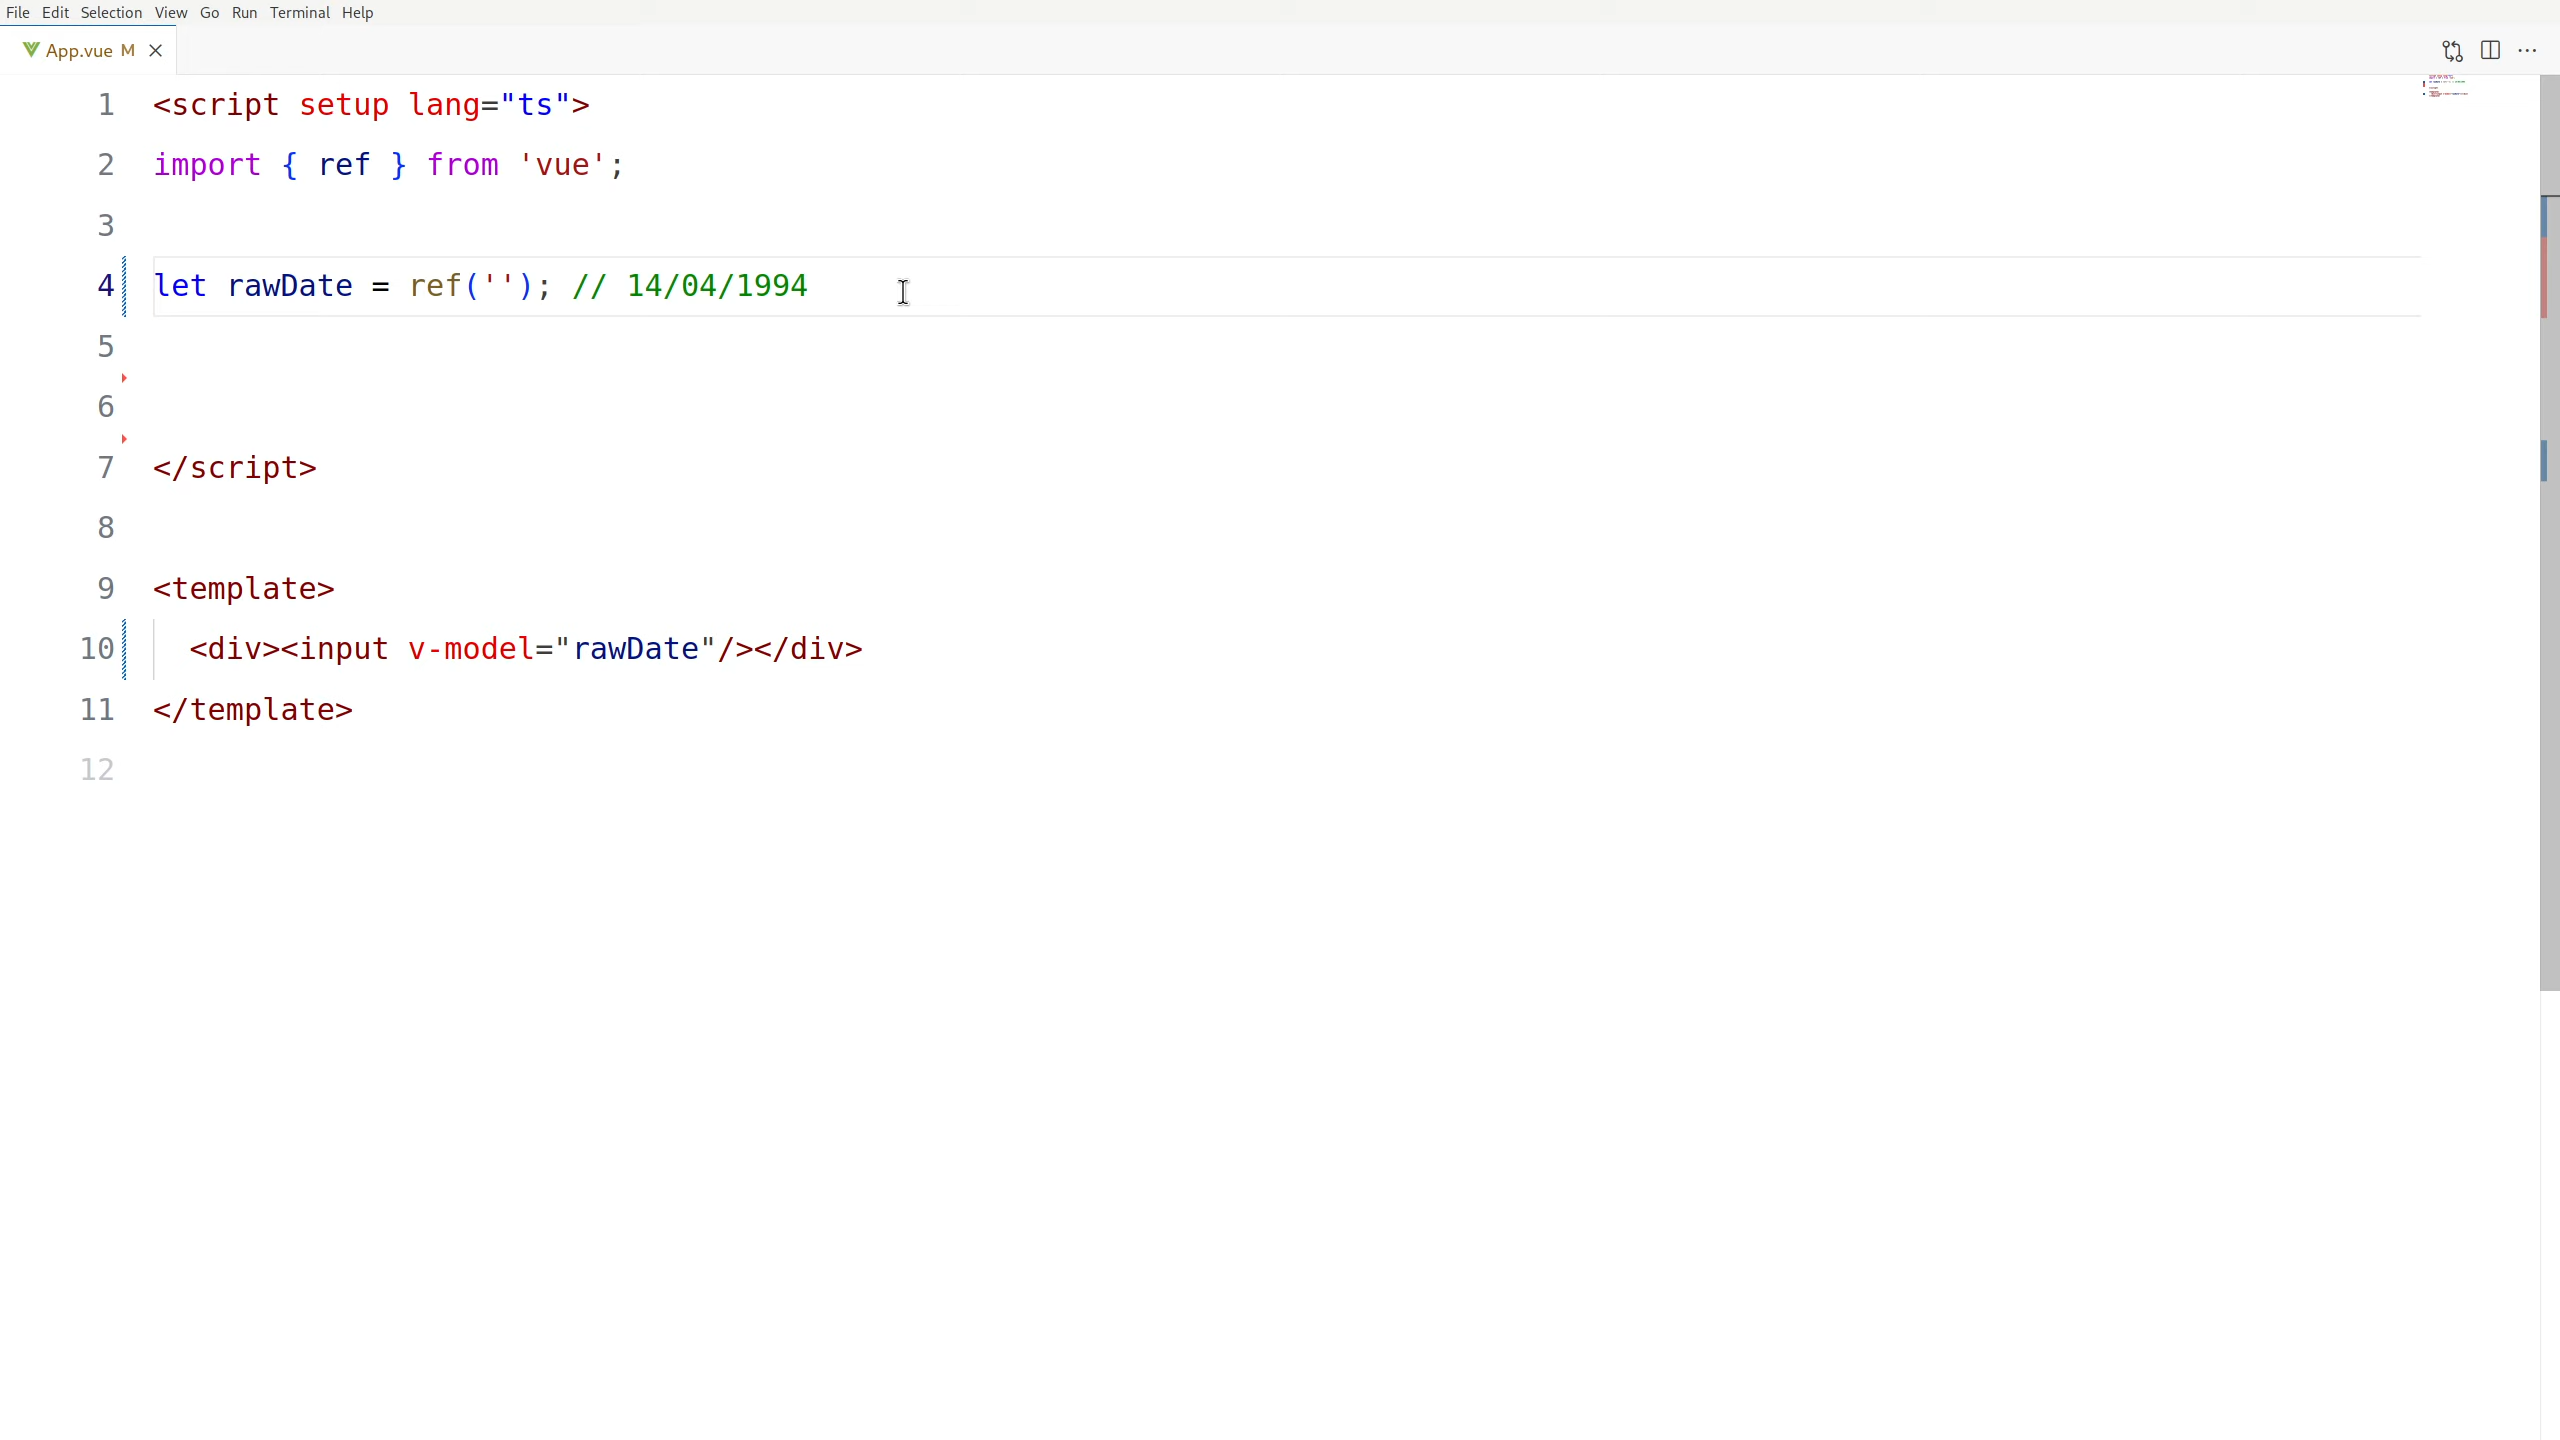 File Edit Selection View Go Run Terminal Help
App.vue M
1 <script setup lang="ts">
2 import { ref } from 'vue';
3
4 let rawDate = ref(''); // 14/04/1994
5
6
7 </script>
8
9 <template>
10   <div><input v-model="rawDate"/></div>
11 </template>
12